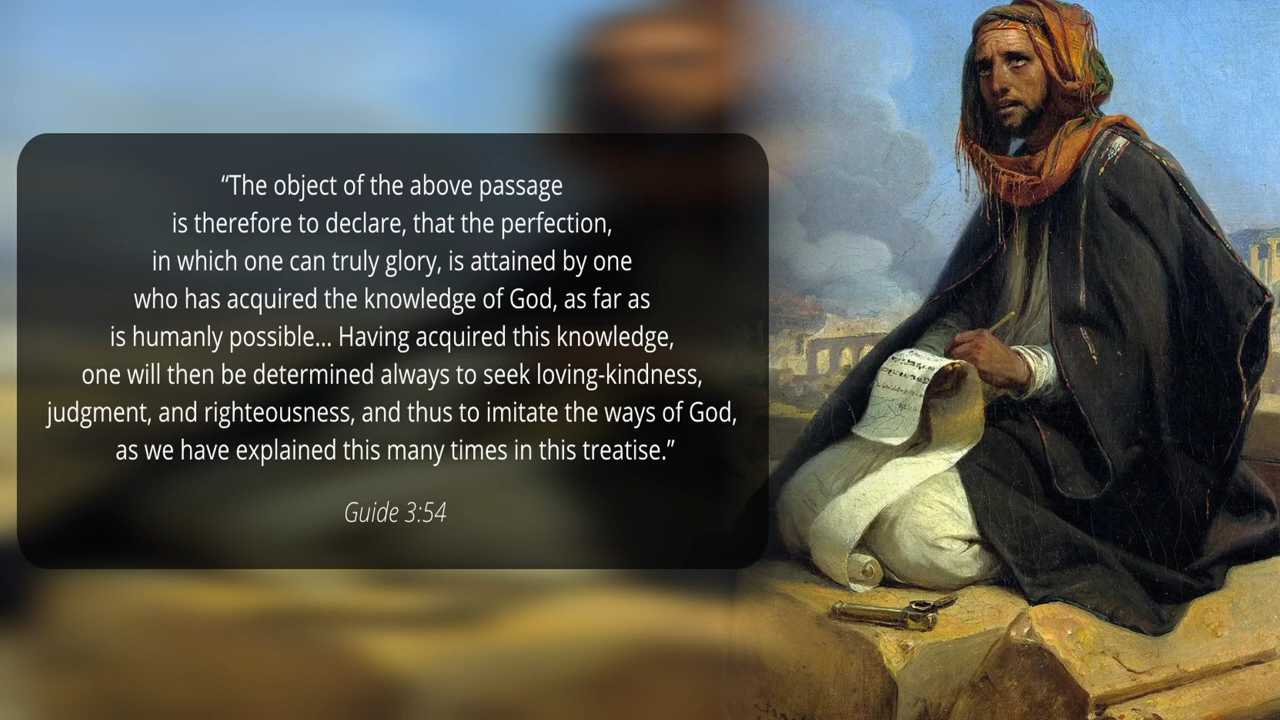 “The object of the above passage
is therefore to declare, that the perfection,
in which one can truly glory, is attained by one
who has acquired the knowledge of God, as far as
is humanly possible... Having acquired this knowledge,
one will then be determined always to seek loving-kindness,
judgment, and righteousness, and thus to imitate the ways of God,
as we have explained this many times in this treatise.”
Guide 3:54